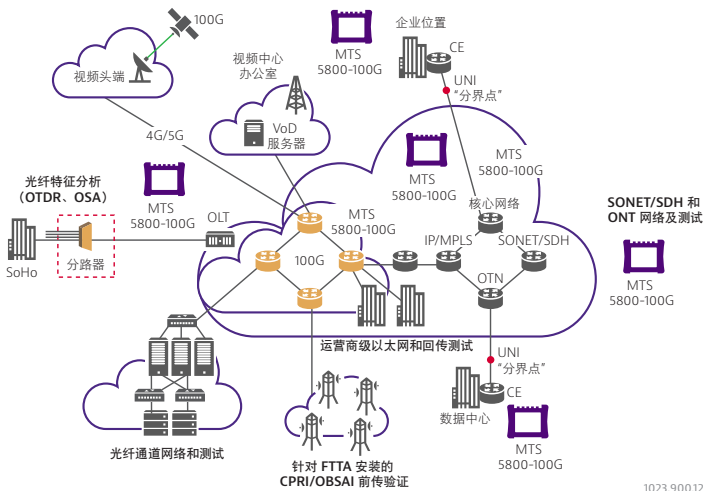 100G
视频头端
视频中心
办公室
VoD
服务器
4G/5G
MTS
5800-100G
企业位置
CE
UNI
“分界点”
MTS
5800-100G
MTS
5800-100G
核心网络
光纤特征分析
（OTDR、OSA）
MTS
5800-100G
OLT
SoHo
分路器
MTS
5800-100G
100G
IP/MPLS
SONET/SDH
OTN
SONET/SDH 和
ONT 网络及测试
MTS
5800-100G
运营商级以太网和回传测试
UNI
“分界点”
CE
数据中心
MTS
5800-100G
光纤通道网络和测试
针对 FTTA 安装的
CPRI/OBSAI 前传验证
1023.900.12